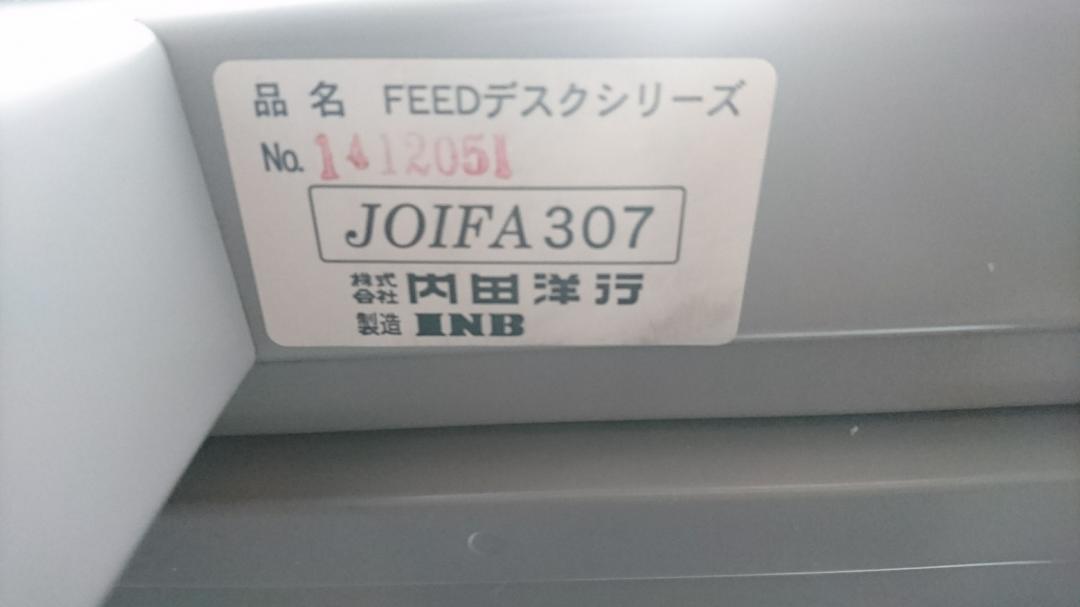 品名 FEEDデスクシリーズ
No. 1412051
JOIFA 307
株式会社 内田洋行
製造 INB